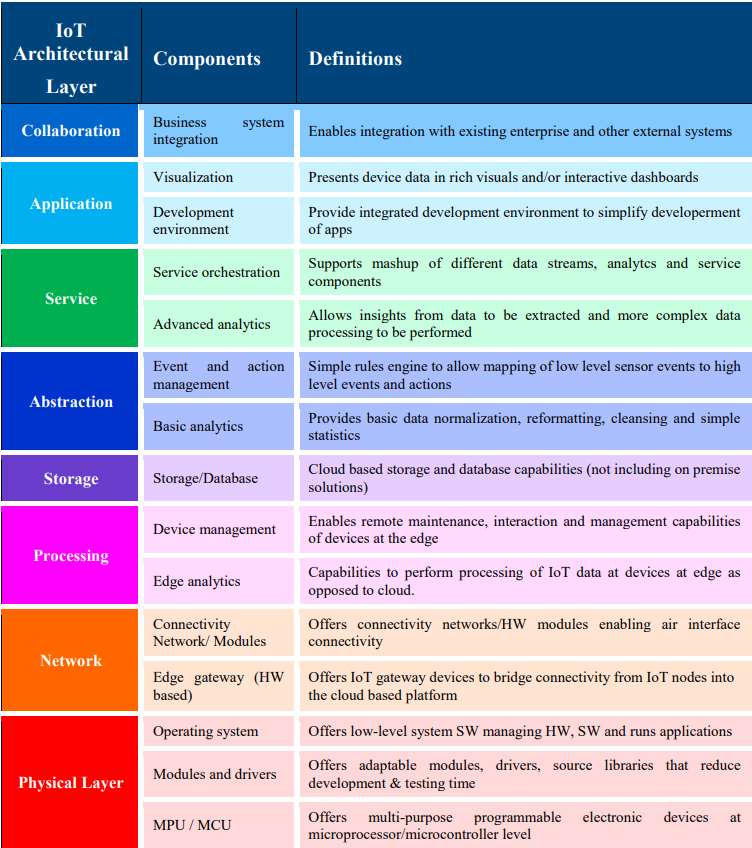 IoT
Architectural
Layer
Components
Definitions
Collaboration
Business system
integration
Enables integration with existing enterprise and other external systems
Application
Visualization
Presents device data in rich visuals and/or interactive dashboards
Development
environment
Provide integrated development environment to simplify developerment
of apps
Service
Service orchestration
Supports mashup of different data streams, analytcs and service
components
Advanced analytics
Allows insights from data to be extracted and more complex data
processing to be performed
Abstraction
Event and action
management
Simple rules engine to allow mapping of low level sensor events to high
level events and actions
Basic analytics
Provides basic data normalization, reformatting, cleansing and simple
statistics
Storage
Storage/Database
Cloud based storage and database capabilities (not including on premise
solutions)
Processing
Device management
Enables remote maintenance, interaction and management capabilities
of devices at the edge
Edge analytics
Capabilities to perform processing of IoT data at devices at edge as
opposed to cloud.
Network
Connectivity
Network/ Modules
Offers connectivity networks/HW modules enabling air interface
connectivity
Edge gateway (HW
based)
Offers IoT gateway devices to bridge connectivity from IoT nodes into
the cloud based platform
Physical Layer
Operating system
Offers low-level system SW managing HW, SW and runs applications
Modules and drivers
Offers adaptable modules, drivers, source libraries that reduce
development & testing time
MPU / MCU
Offers multi-purpose programmable electronic devices at
microprocessor/microcontroller level